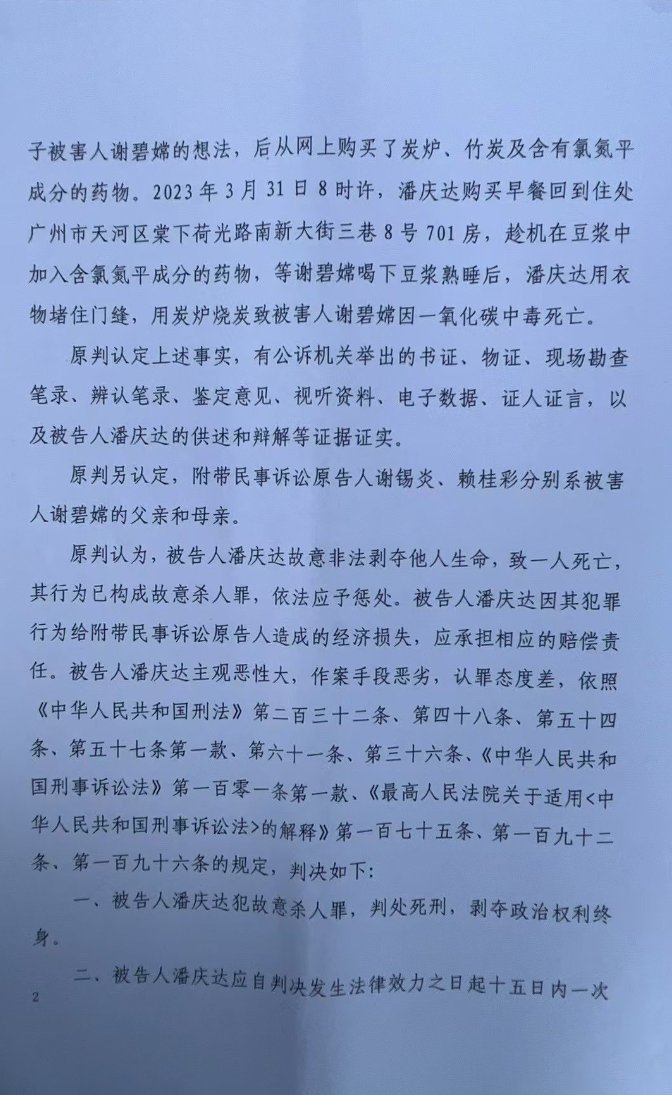 子被害人谢碧嫦的想法，后从网上购买了炭炉、竹炭及含有氯氮平
成分的药物。2023年3月31日8时许，潘庆达购买早餐回到住处
广州市天河区棠下荷光路南新大街三巷8号701房，趁机在豆浆中
加入含氯氮平成分的药物，等谢碧嫦喝下豆浆熟睡后，潘庆达用衣
物堵住门缝，用炭炉烧炭致被害人谢碧嫦因一氧化碳中毒死亡。
原判认定上述事实，有公诉机关举出的书证、物证、现场勘查
笔录、辨认笔录、鉴定意见、视听资料、电子数据、证人证言，以
及被告人潘庆达的供述和辩解等证据证实。
原判另认定，附带民事诉讼原告人谢锡炎、赖桂彩分别系被害
人谢碧嫦的父亲和母亲。
原判认为，被告人潘庆达故意非法剥夺他人生命，致一人死亡，
其行为已构成故意杀人罪，依法应予惩处。被告人潘庆达因其犯罪
行为给附带民事诉讼原告人造成的经济损失，应承担相应的赔偿责
任。被告人潘庆达主观恶性大，作案手段恶劣，认罪态度差，依照
《中华人民共和国刑法》第二百三十二条、第四十八条、第五十四
条、第五十七条第一款、第六十一条、第三十六条、《中华人民共和
国刑事诉讼法》第一百零一条第一款、《最高人民法院关于适用<中
华人民共和国刑事诉讼法>的解释》第一百七十五条、第一百九十二
条、第一百九十六条的规定，判决如下：
一、被告人潘庆达犯故意杀人罪，判处死刑，剥夺政治权利终
身。
二、被告人潘庆达应自判决发生法律效力之日起十五日内一次
2